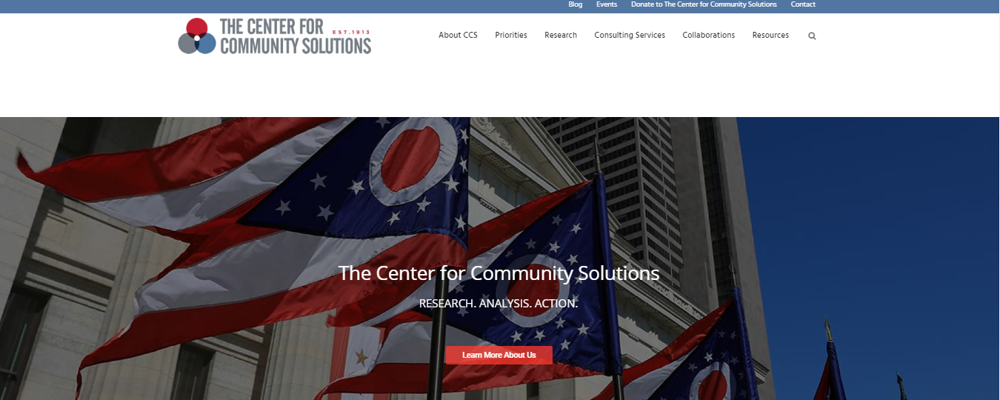 Blog Events Donate to The Center for Community Solutions Contact
THE CENTER FOR
EST.1913
COMMUNITY SOLUTIONS
About CCS Priorities Research Consulting Services Collaborations Resources
The Center for Community Solutions
RESEARCH. ANALYSIS. ACTION.
Learn More About Us